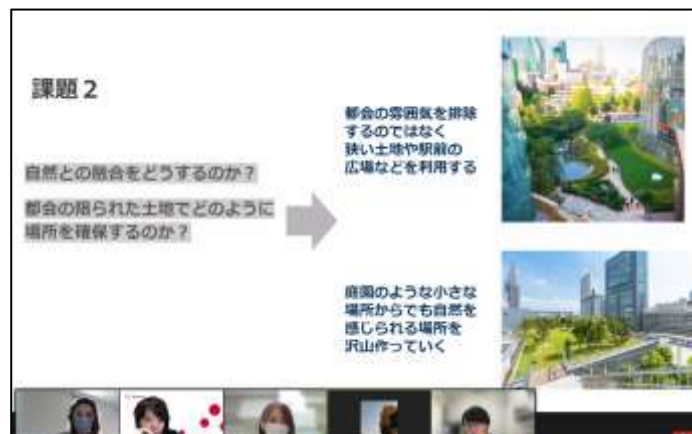 課題２
自然との融合をどうするのか？
都会の限られた土地でどのように
場所を確保するのか？
都会の雰囲気を排除
するのではなく
狭い土地や駅前の
広場などを利用する
庭園のような小さな
場所からでも自然を
感じられる場所を
沢山作っていく